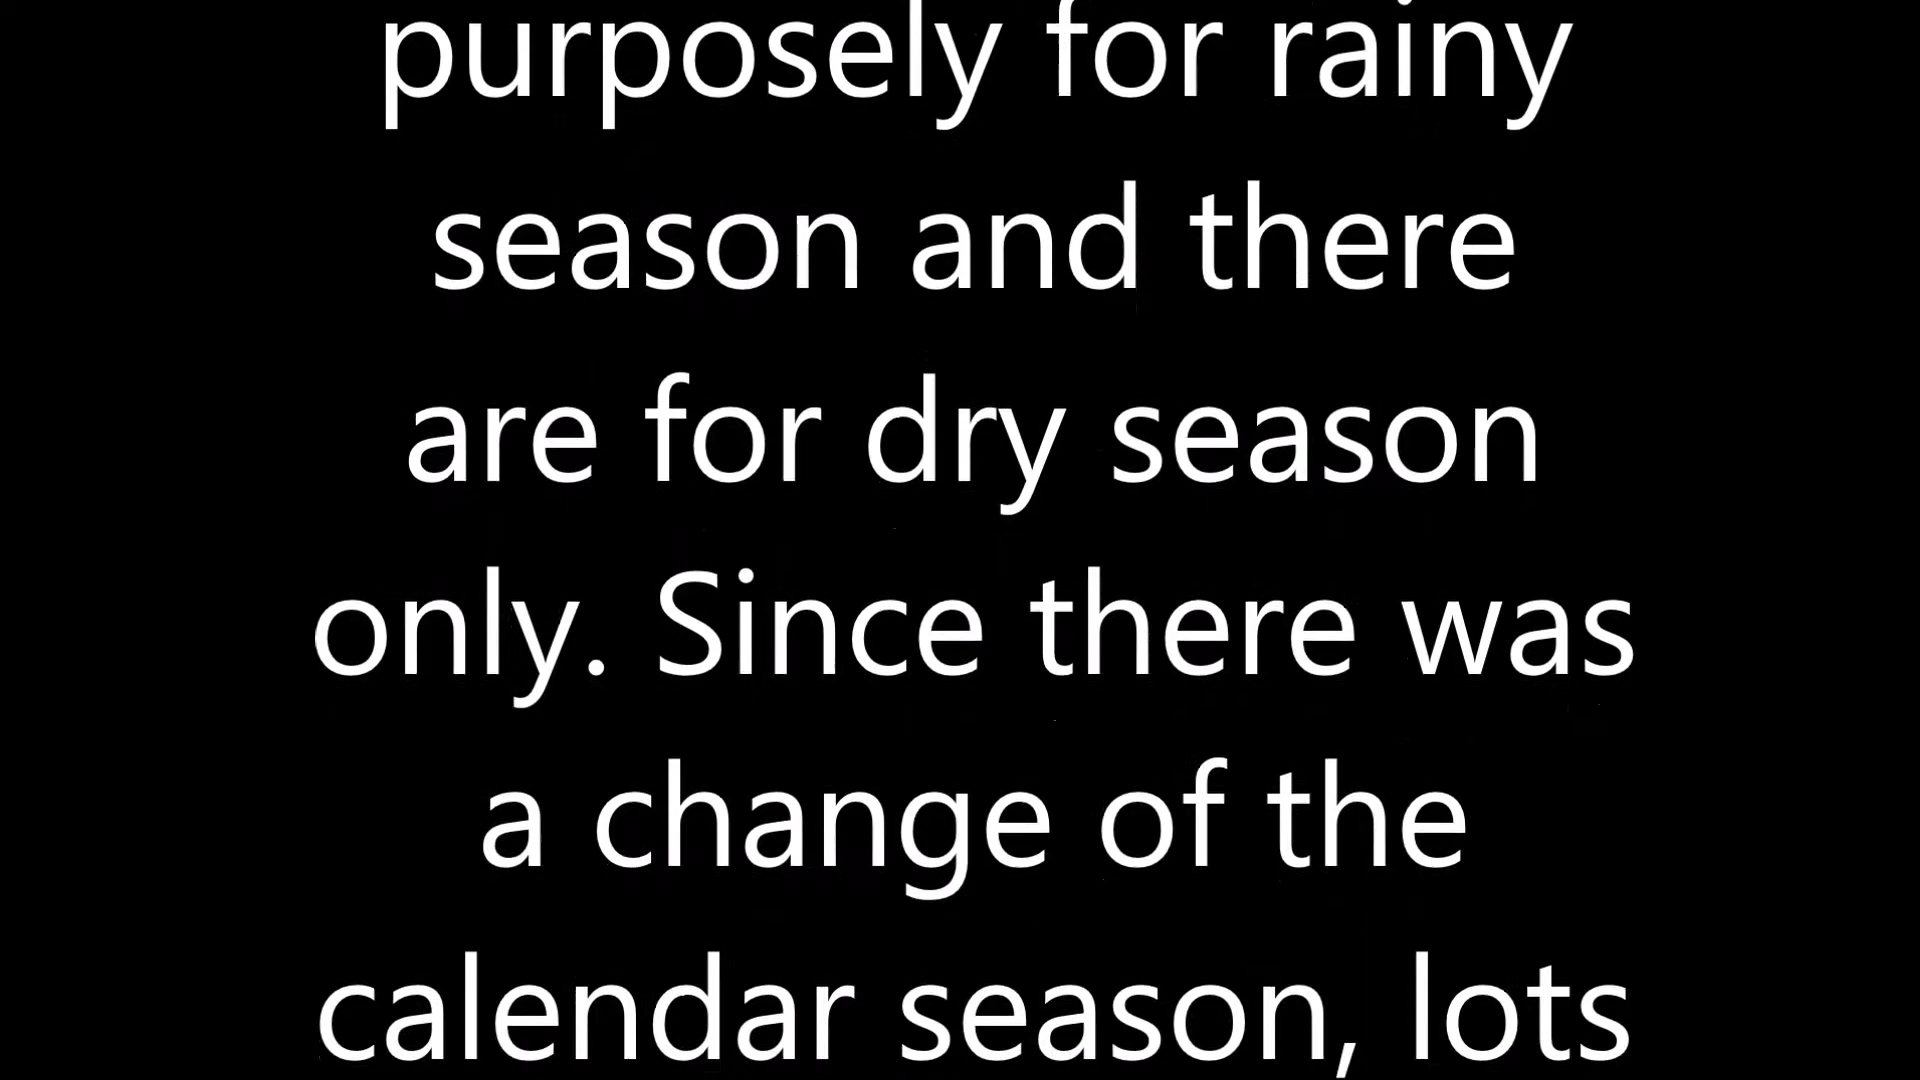 purposely for rainy
season and there
are for dry season
only. Since there was
a change of the
calendar season, lots